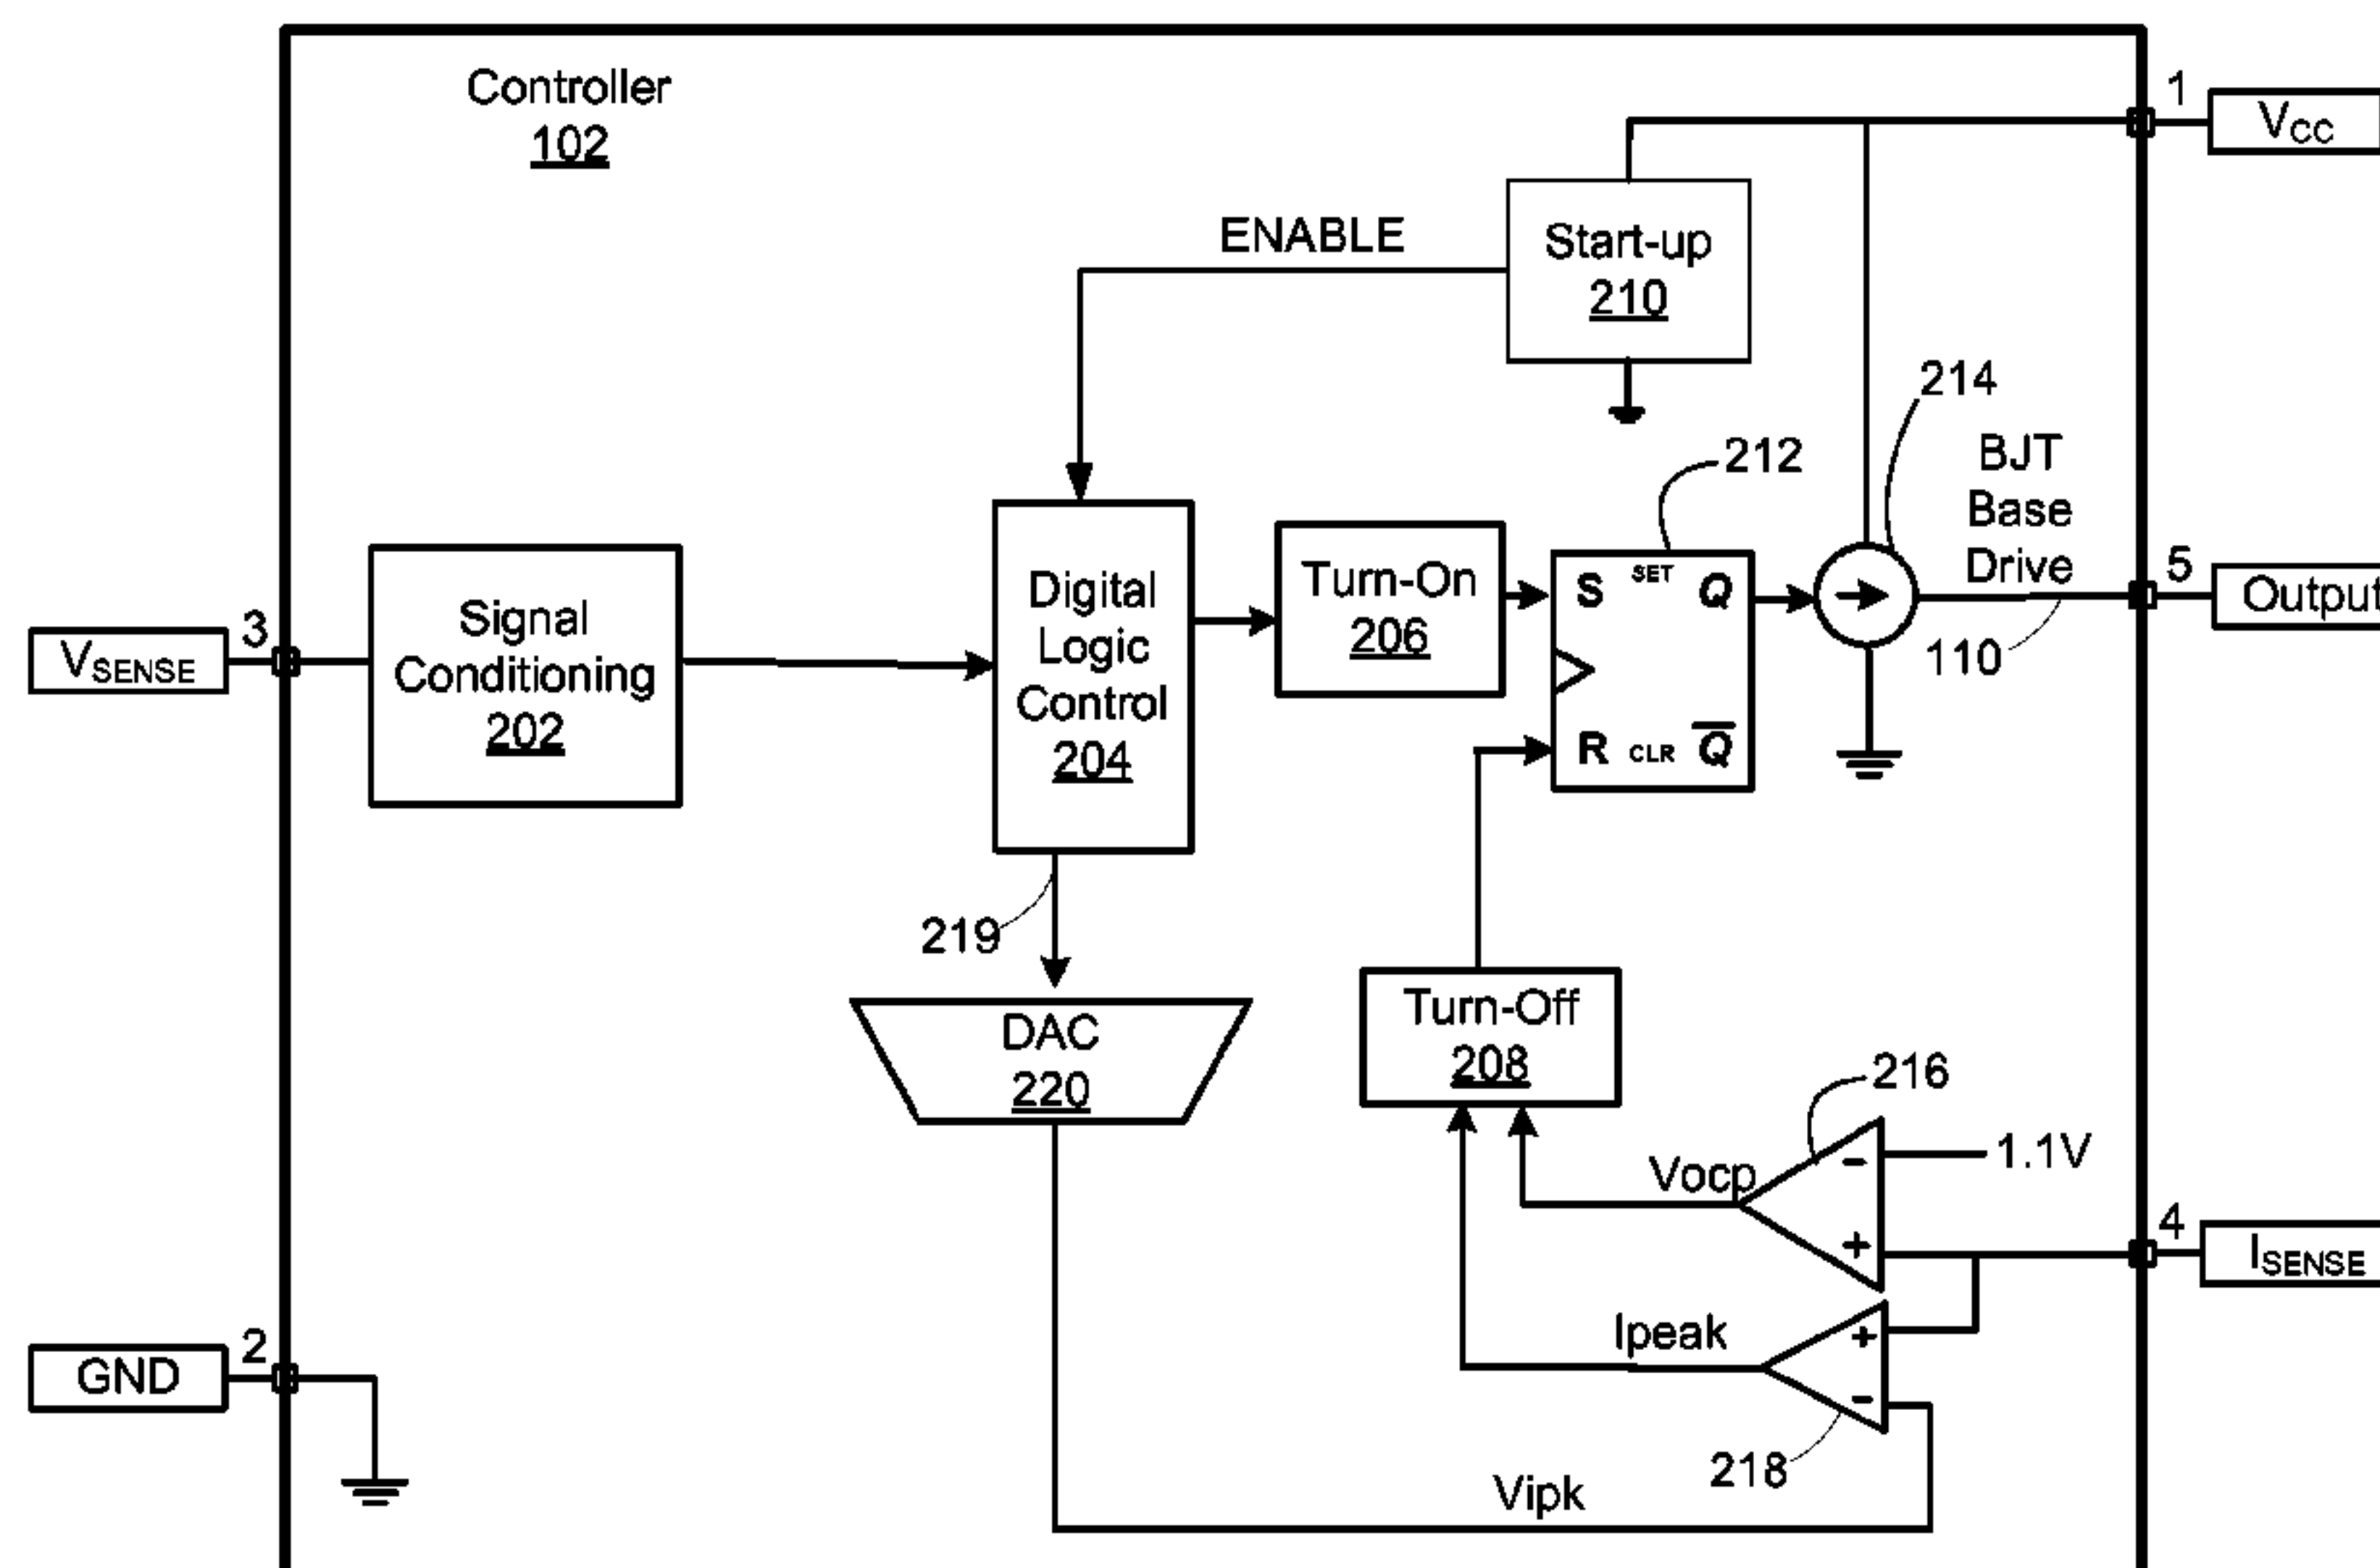 Controller
102
1
VCC
ENABLE
Start-up
210
214
212
BJT
Base
Drive
5
Output
110
3
VSENSE
Signal
Conditioning
202
Digital
Logic
Control
204
Turn-On
206
S SET Q
R CLR Q̅
219
DAC
220
Turn-Off
208
216
1.1V
Vocp
-
+
4
ISENSE
Ipeak
+
-
218
2
GND
Vipk